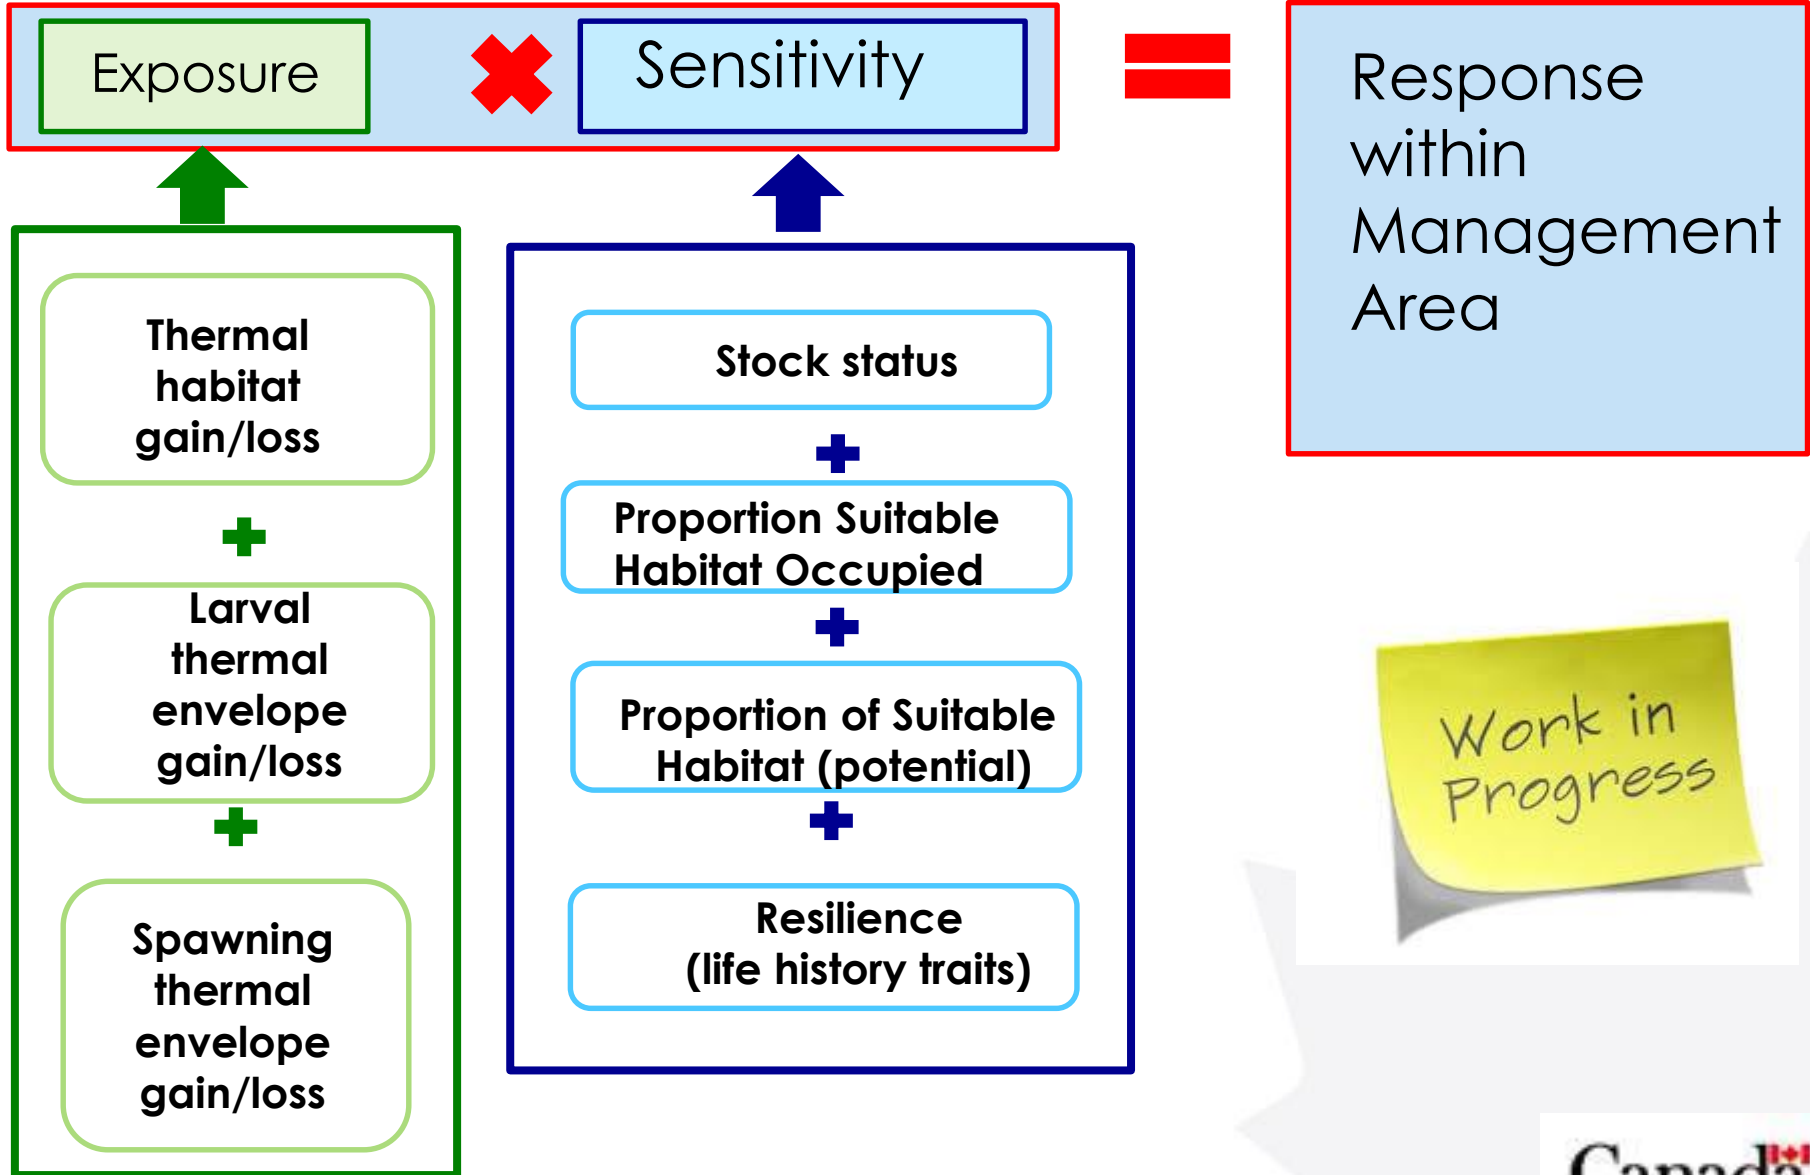 Exposure
Sensitivity
Response
within
Management
Area
Thermal
habitat
gain/loss
Larval
thermal
envelope
gain/loss
Spawning
thermal
envelope
gain/loss
Stock status
Proportion Suitable
Habitat Occupied
Proportion of Suitable
Habitat (potential)
Resilience
(life history traits)
Work in
Progress
Canada